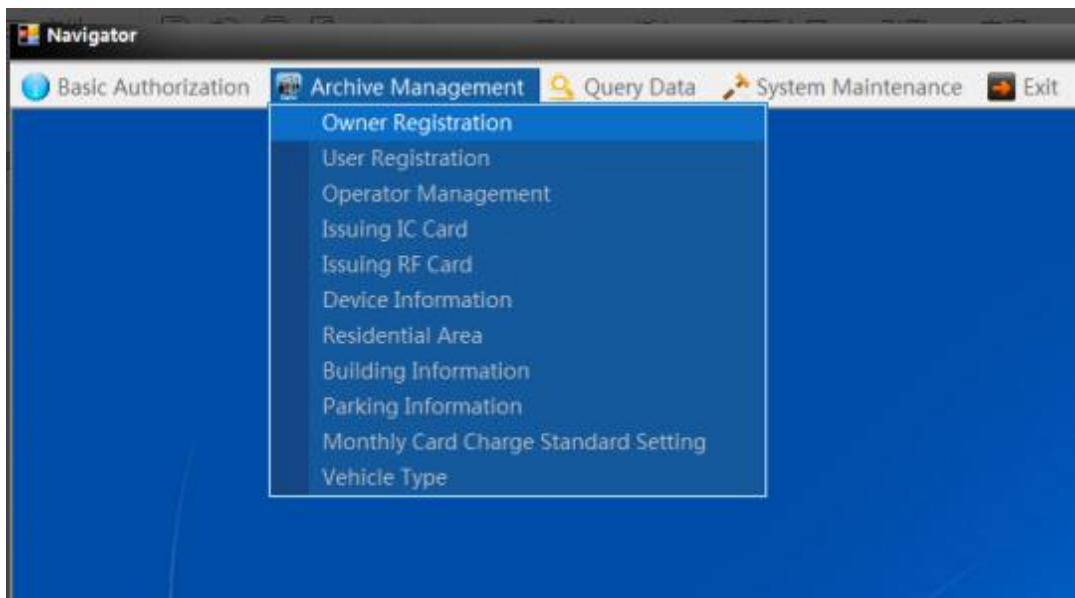 Navigator
Basic Authorization Archive Management Query Data System Maintenance Exit
Owner Registration
User Registration
Operator Management
Issuing IC Card
Issuing RF Card
Device Information
Residential Area
Building Information
Parking Information
Monthly Card Charge Standard Setting
Vehicle Type